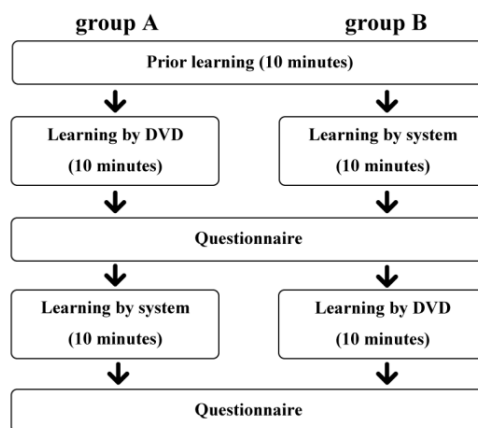 group A
group B
Prior learning (10 minutes)
Learning by DVD
(10 minutes)
Learning by system
(10 minutes)
Questionnaire
Learning by system
(10 minutes)
Learning by DVD
(10 minutes)
Questionnaire